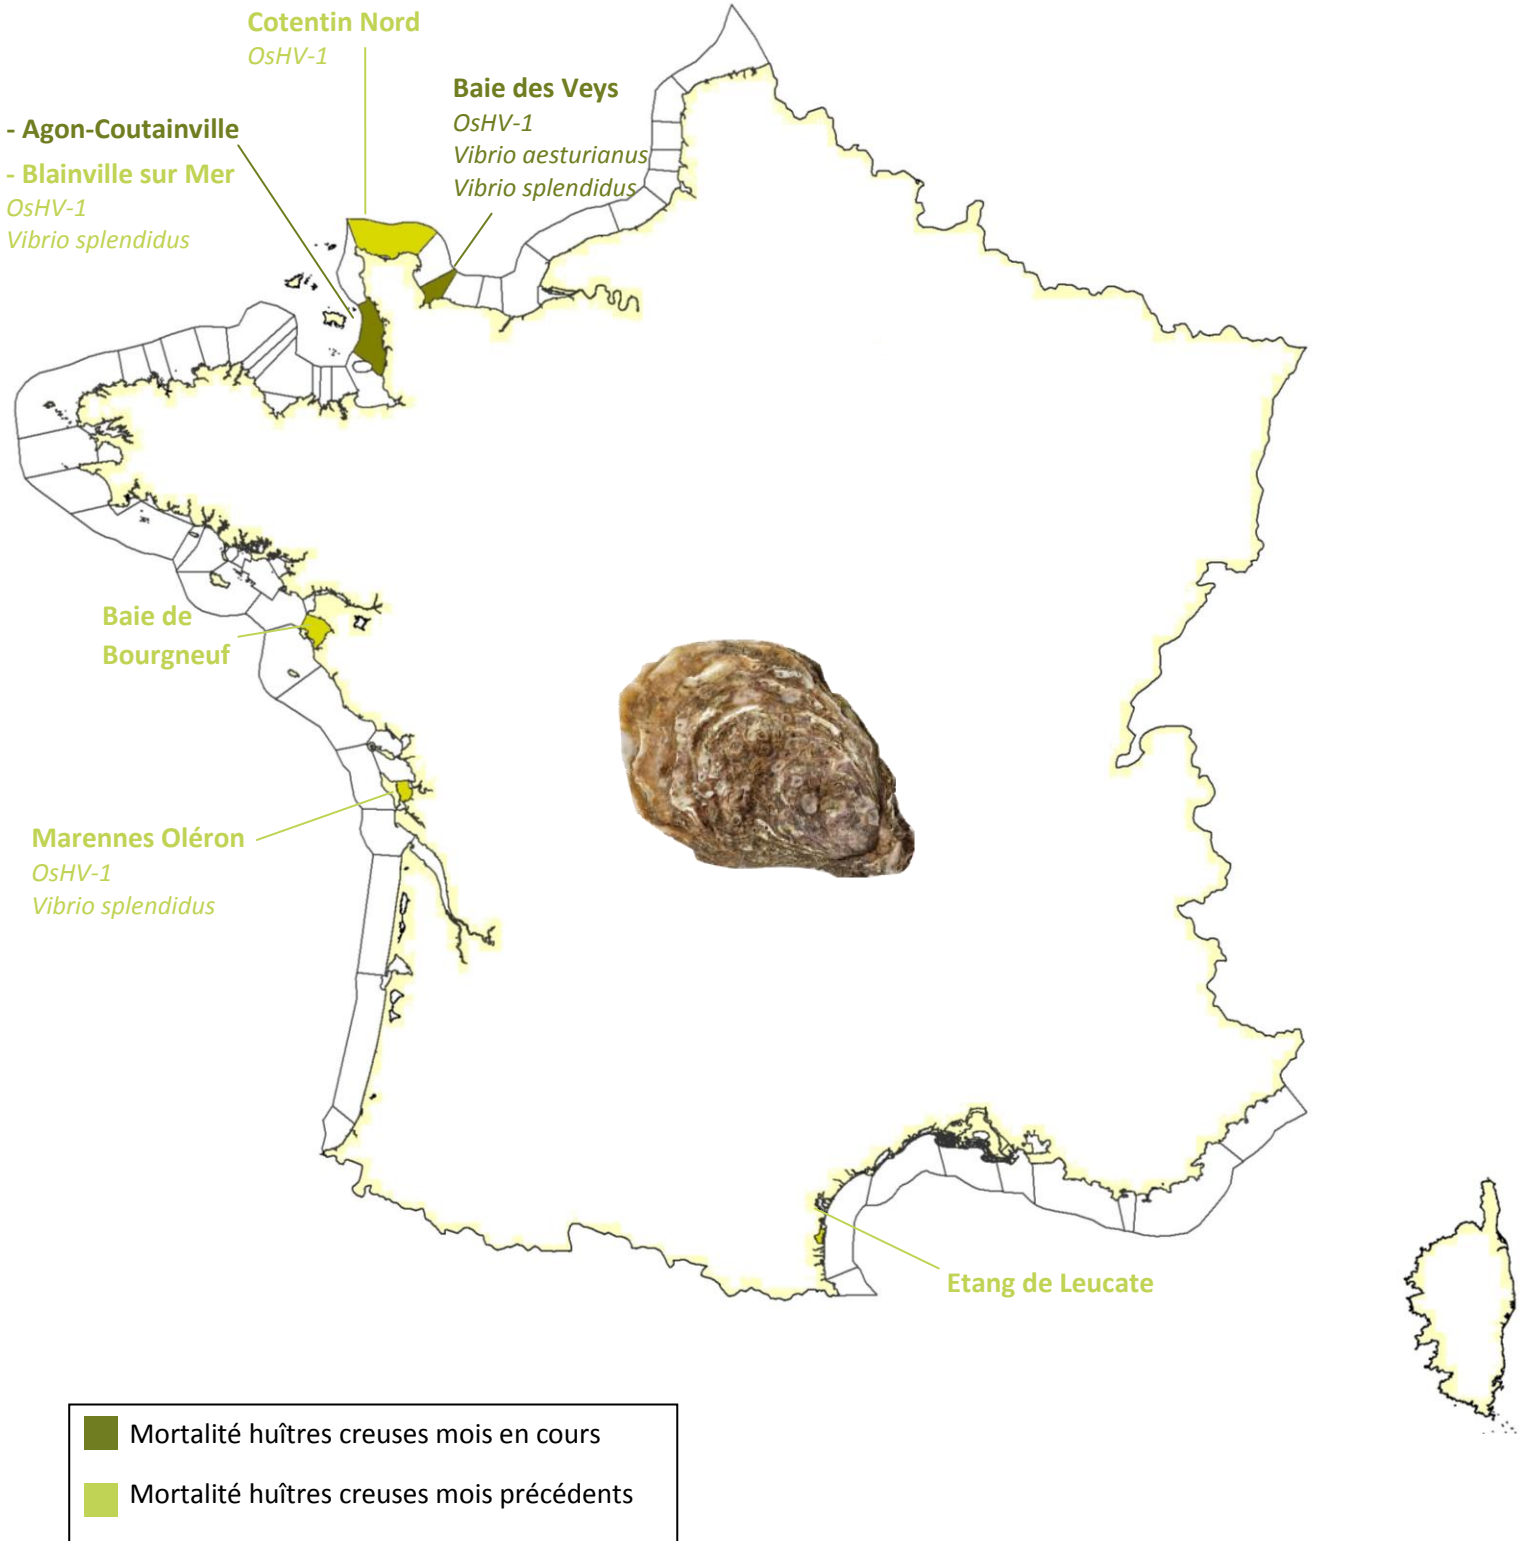 Cotentin Nord
OsHV-1
Baie des Veys
OsHV-1
Vibrio aesturianus
Vibrio splendidus
- Agon-Coutainville
- Blainville sur Mer
OsHV-1
Vibrio splendidus
Baie de
Bourgneuf
Marennes Oléron
OsHV-1
Vibrio splendidus
Etang de Leucate
Mortalité huîtres creuses mois en cours
Mortalité huîtres creuses mois précédents